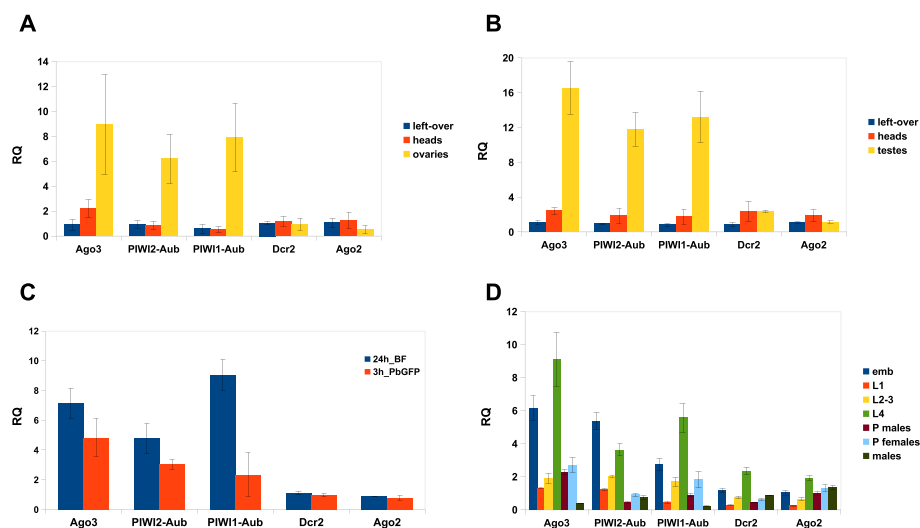 A
14
12
10
8
6
4
2
0
RQ
Ago3 PIWI2-Aub PIWI1-Aub Dcr2 Ago2
left-over
heads
ovaries
B
20
16
12
8
4
0
RQ
Ago3 PIWI2-Aub PIWI1-Aub Dcr2 Ago2
left-over
heads
testes
C
12
10
8
6
4
2
0
RQ
Ago3 PIWI2-Aub PIWI1-Aub Dcr2 Ago2
24h_BF
3h_PbGFP
D
12
10
8
6
4
2
0
RQ
Ago3 PIWI2-Aub PIWI1-Aub Dcr2 Ago2
emb
L1
L2-3
L4
P males
P females
males